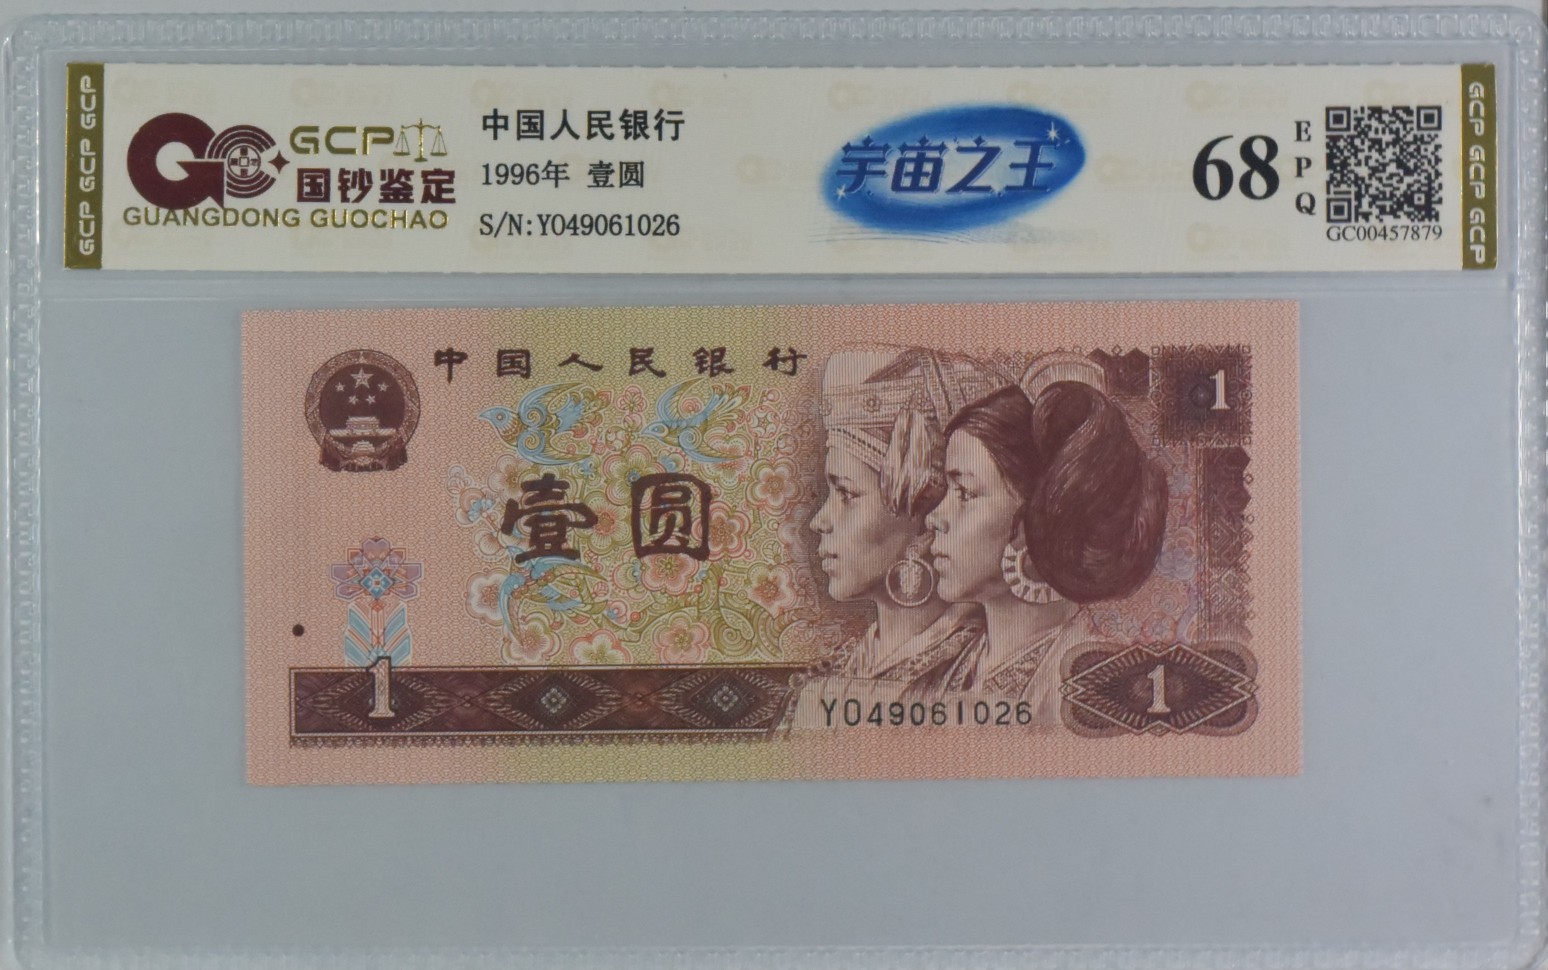 GCP GCP GCP
GCP
国钞鉴定
GUANGDONG GUOCHAO
中国人民银行
1996年 壹圆
S/N:YO49061026
宇宙之王
68
EPQ
GC00457879
GCP GCP GCP
中国人民银行
1
壹圆
1
YO49061026
1